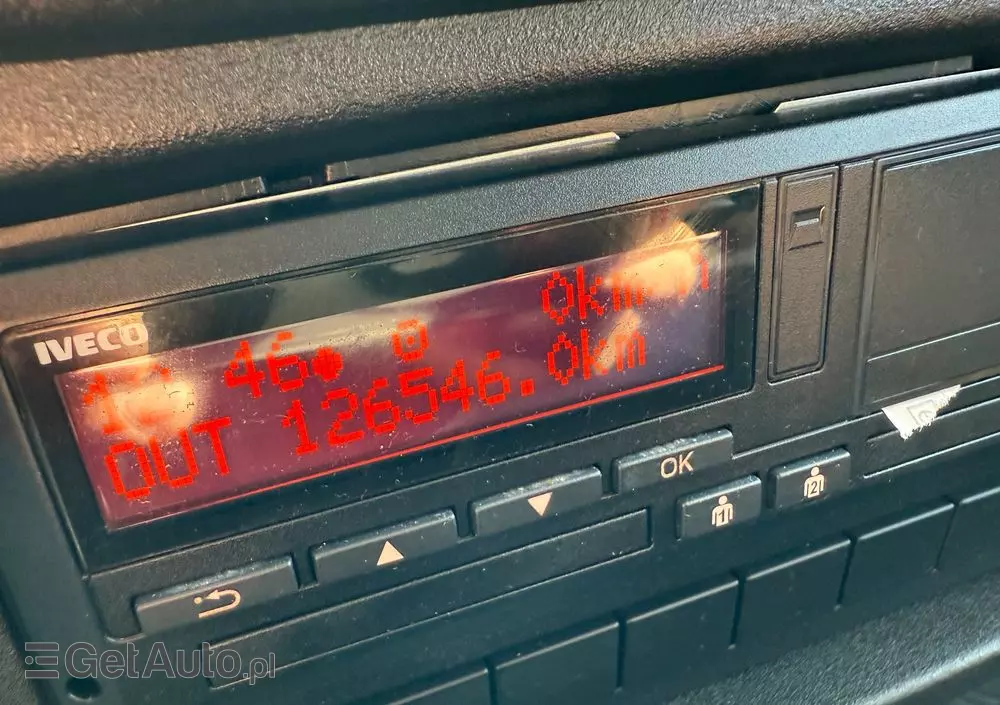 IVECO
46● 0km/h
OUT 126546.0km
OK
1
2
GetAuto.pl